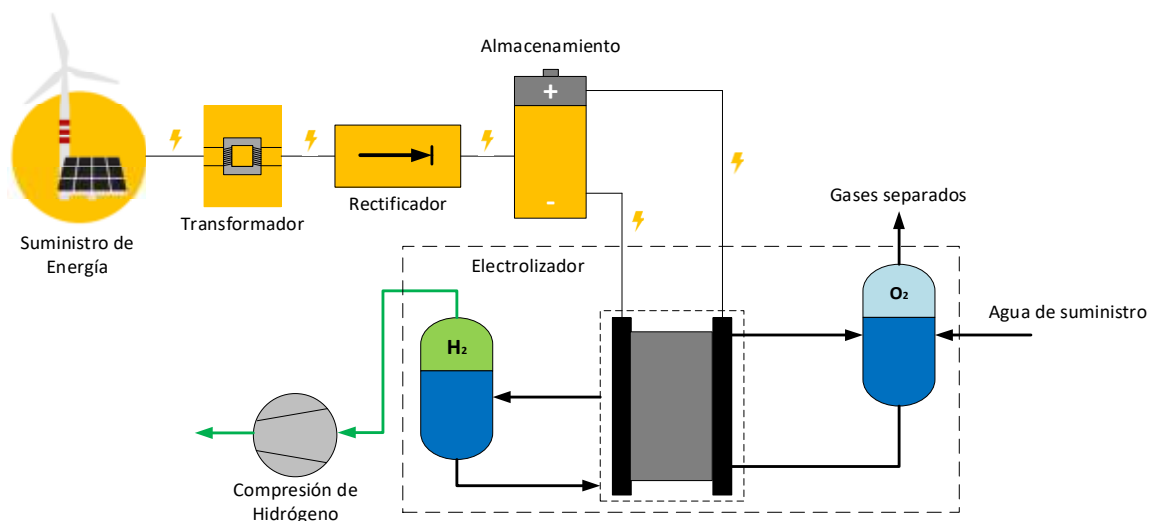 Almacenamiento
+
-
Suministro de
Energía
Transformador
Rectificador
Gases separados
Electrolizador
O₂
Agua de suministro
H₂
Compresión de
Hidrógeno